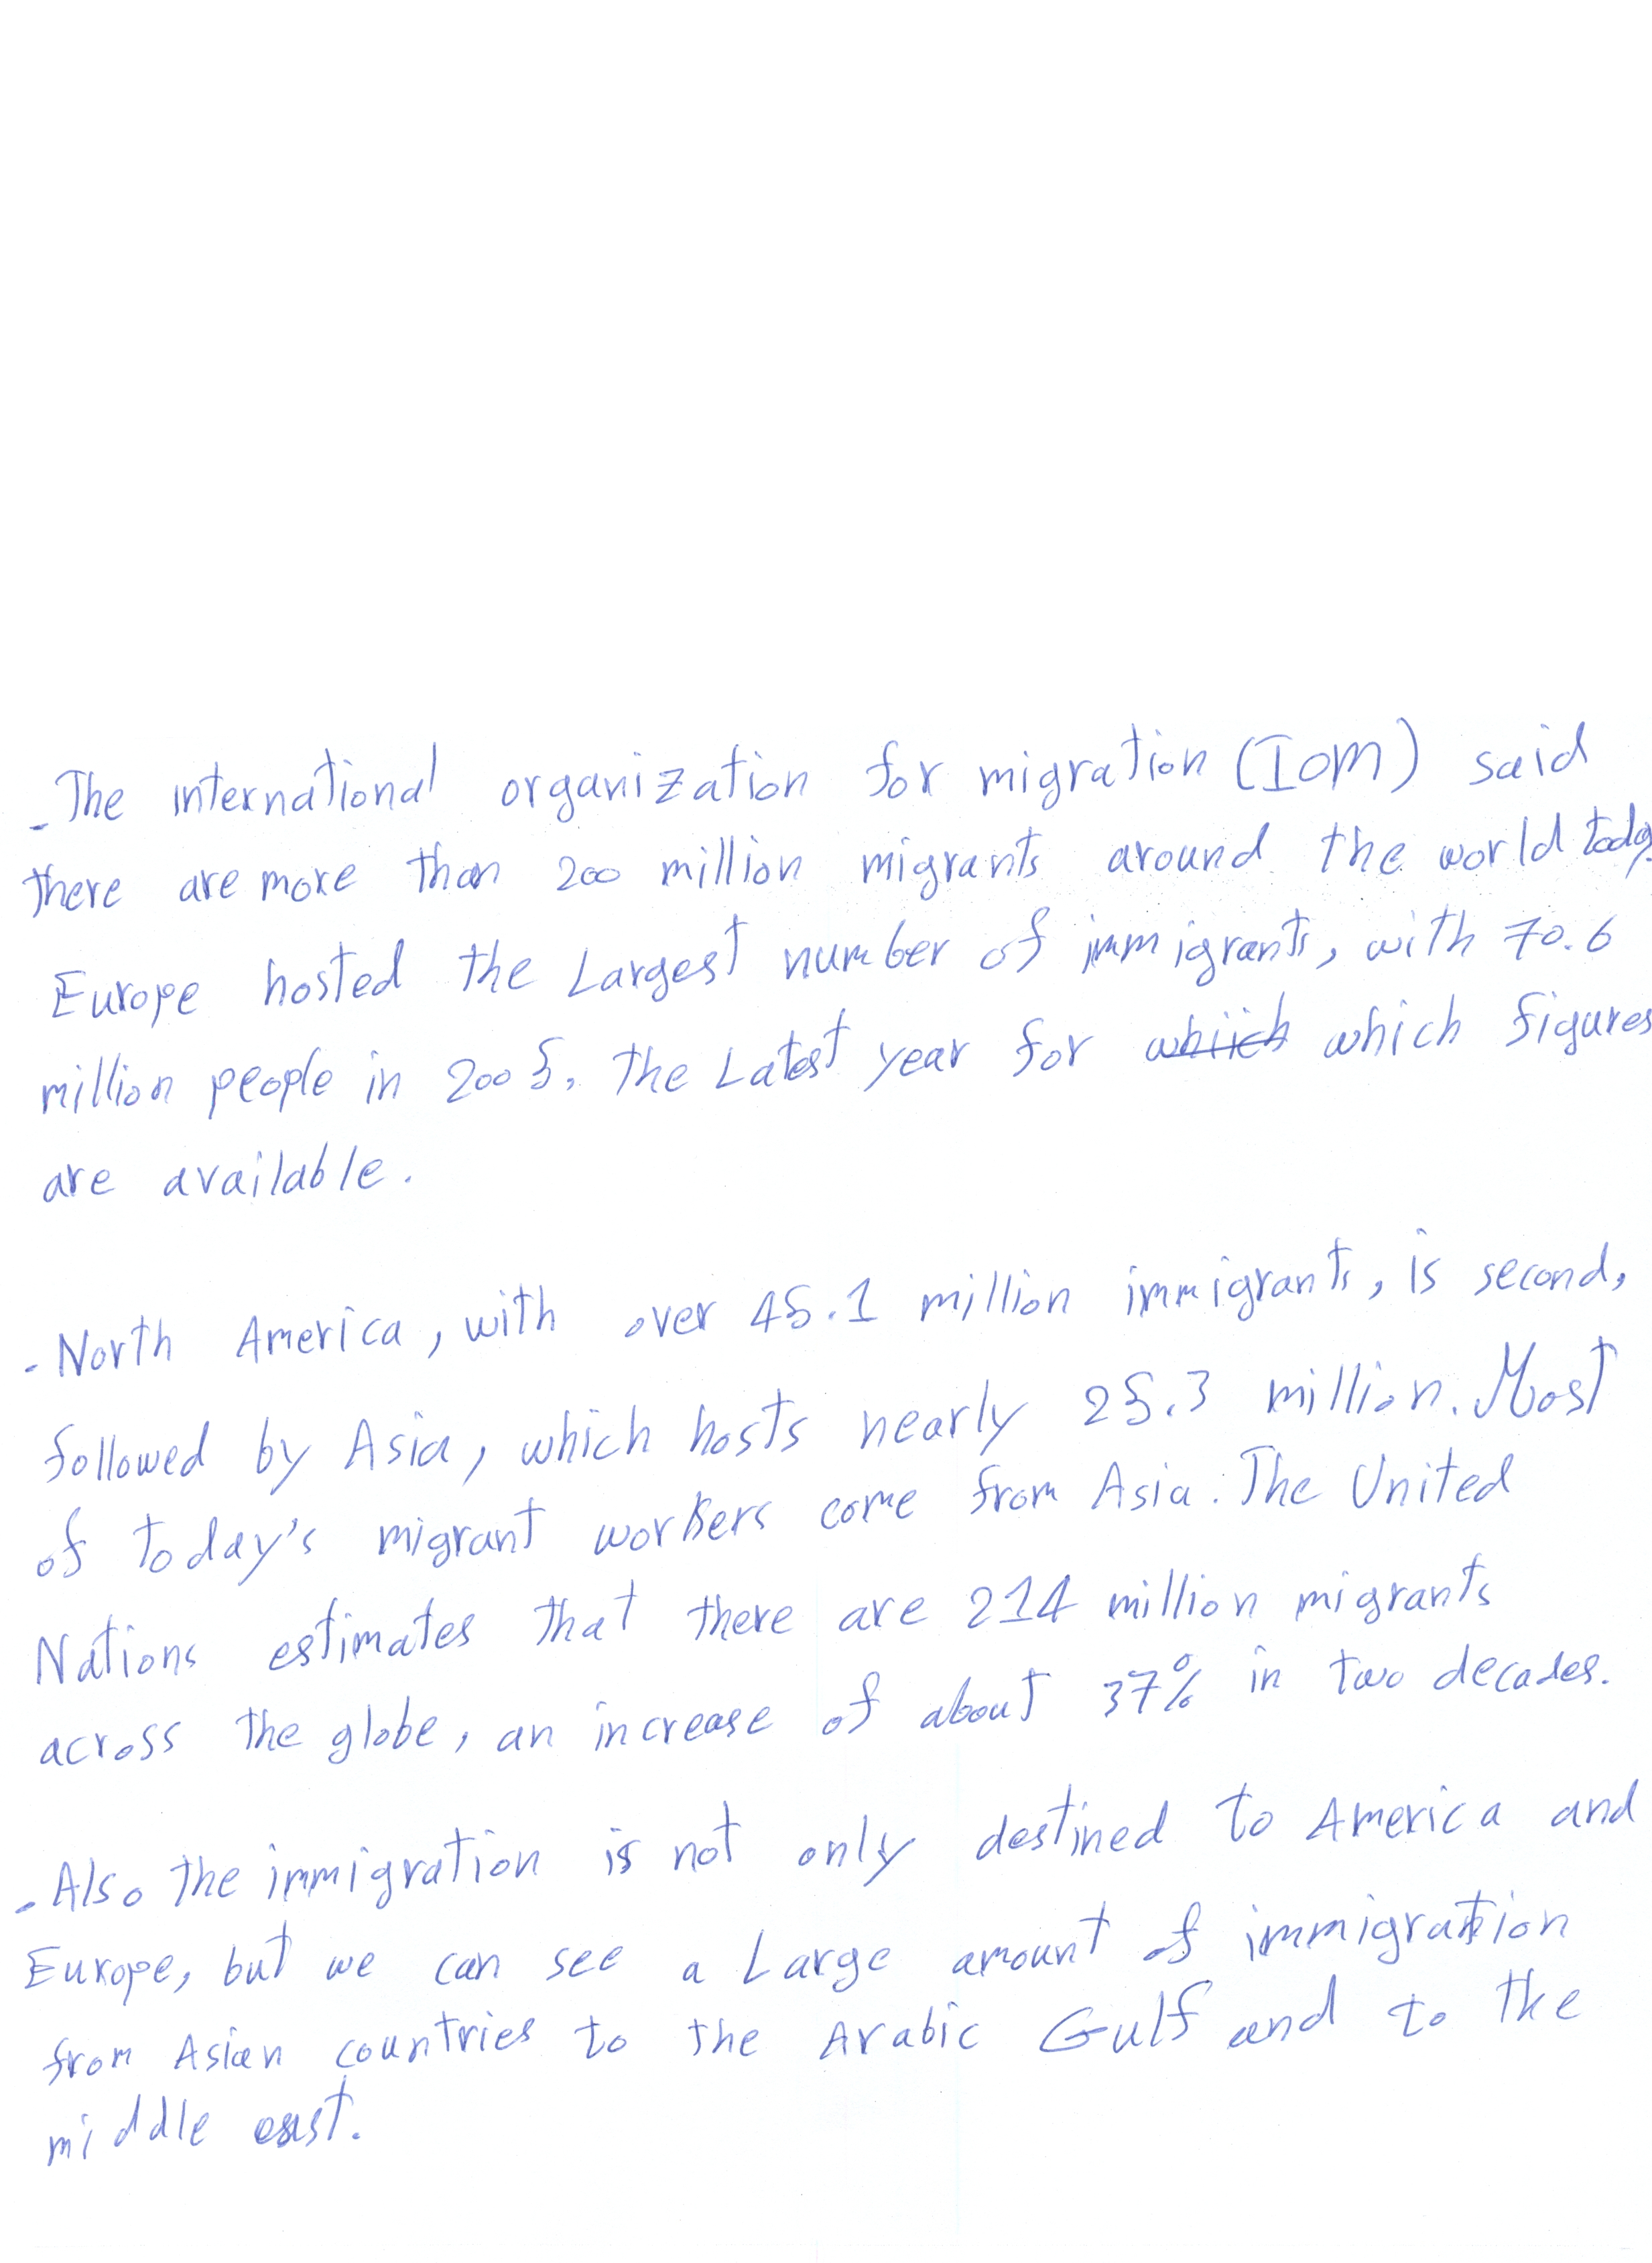 - The international organization for migration (IOM) said
there are more than 200 million migrants around the world today.
Europe hosted the Largest number of immigrants, with 70.6
million people in 2005, the Latest year for whiich which figures
are available.
- North America, with over 45.1 million immigrants, is second,
followed by Asia, which hosts nearly 25.3 million. Most
of today's migrant workers come from Asia. The United
Nations estimates that there are 214 million migrants
across the globe, an increase of about 37% in two decades.
- Also the immigration is not only destined to America and
Europe, but we can see a Large amount of immigration
from Asian countries to the Arabic Gulf and to the
middle east.